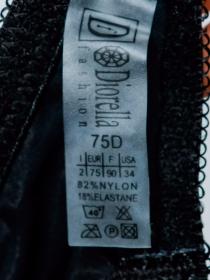 D
Diorella
fashion
75D
I EUR F USA
2 75 90 34
82%NYLON
18%ELASTANE
40°
P